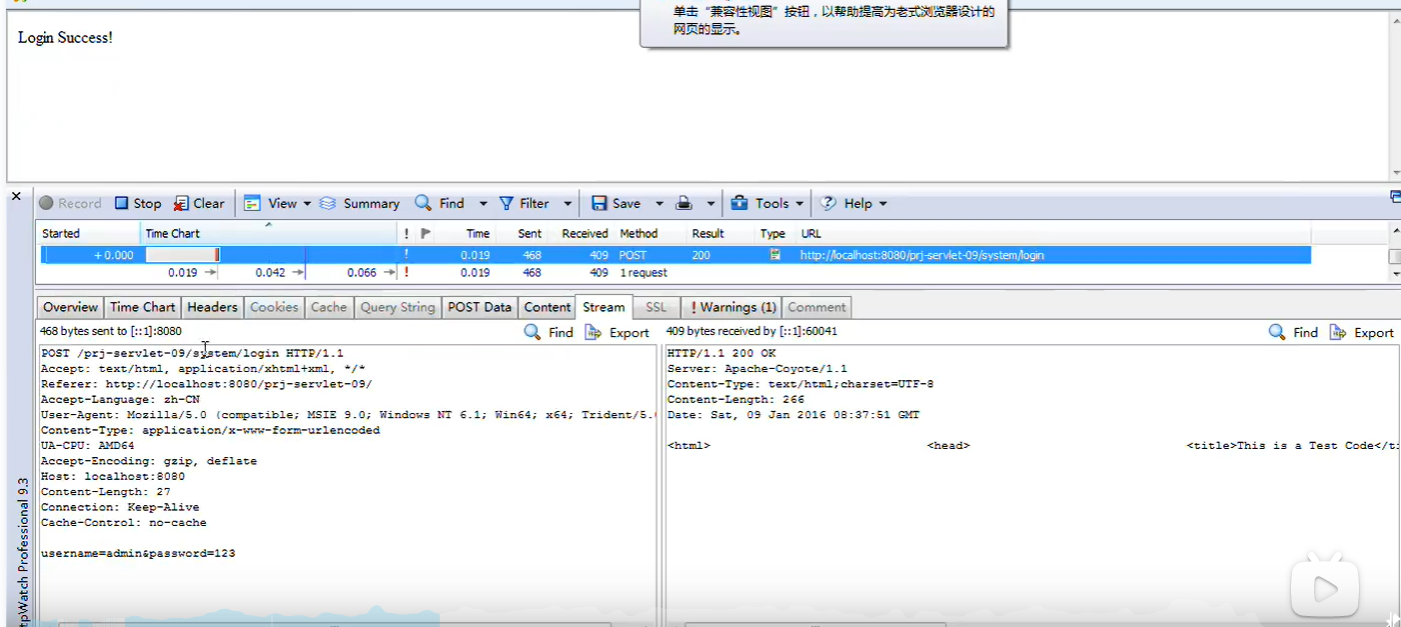 单击“兼容性视图”按钮，以帮助提高为老式浏览器设计的
网页的显示。
Login Success!
Record Stop Clear View Summary Find Filter Save Tools Help
Started Time Chart ! Time Sent Received Method Result Type URL
+ 0.000 ! 0.019 468 409 POST 200 http://localhost:8080/prj-servlet-09/system/login
0.019 0.042 0.066 ! 0.019 468 409 1 request
Overview Time Chart Headers Cookies Cache Query String POST Data Content Stream SSL ! Warnings (1) Comment
468 bytes sent to [::1]:8080 Find Export
POST /prj-servlet-09/system/login HTTP/1.1
Accept: text/html, application/xhtml+xml, */*
Referer: http://localhost:8080/prj-servlet-09/
Accept-Language: zh-CN
User-Agent: Mozilla/5.0 (compatible; MSIE 9.0; Windows NT 6.1; Win64; x64; Trident/5.
Content-Type: application/x-www-form-urlencoded
UA-CPU: AMD64
Accept-Encoding: gzip, deflate
Host: localhost:8080
Content-Length: 27
Connection: Keep-Alive
Cache-Control: no-cache
username=admin&password=123
409 bytes received by [::1]:60041 Find Export
HTTP/1.1 200 OK
Server: Apache-Coyote/1.1
Content-Type: text/html;charset=UTF-8
Content-Length: 266
Date: Sat, 09 Jan 2016 08:37:51 GMT
<html> <head> <title>This is a Test Code</ti
tpWatch Professional 9.3